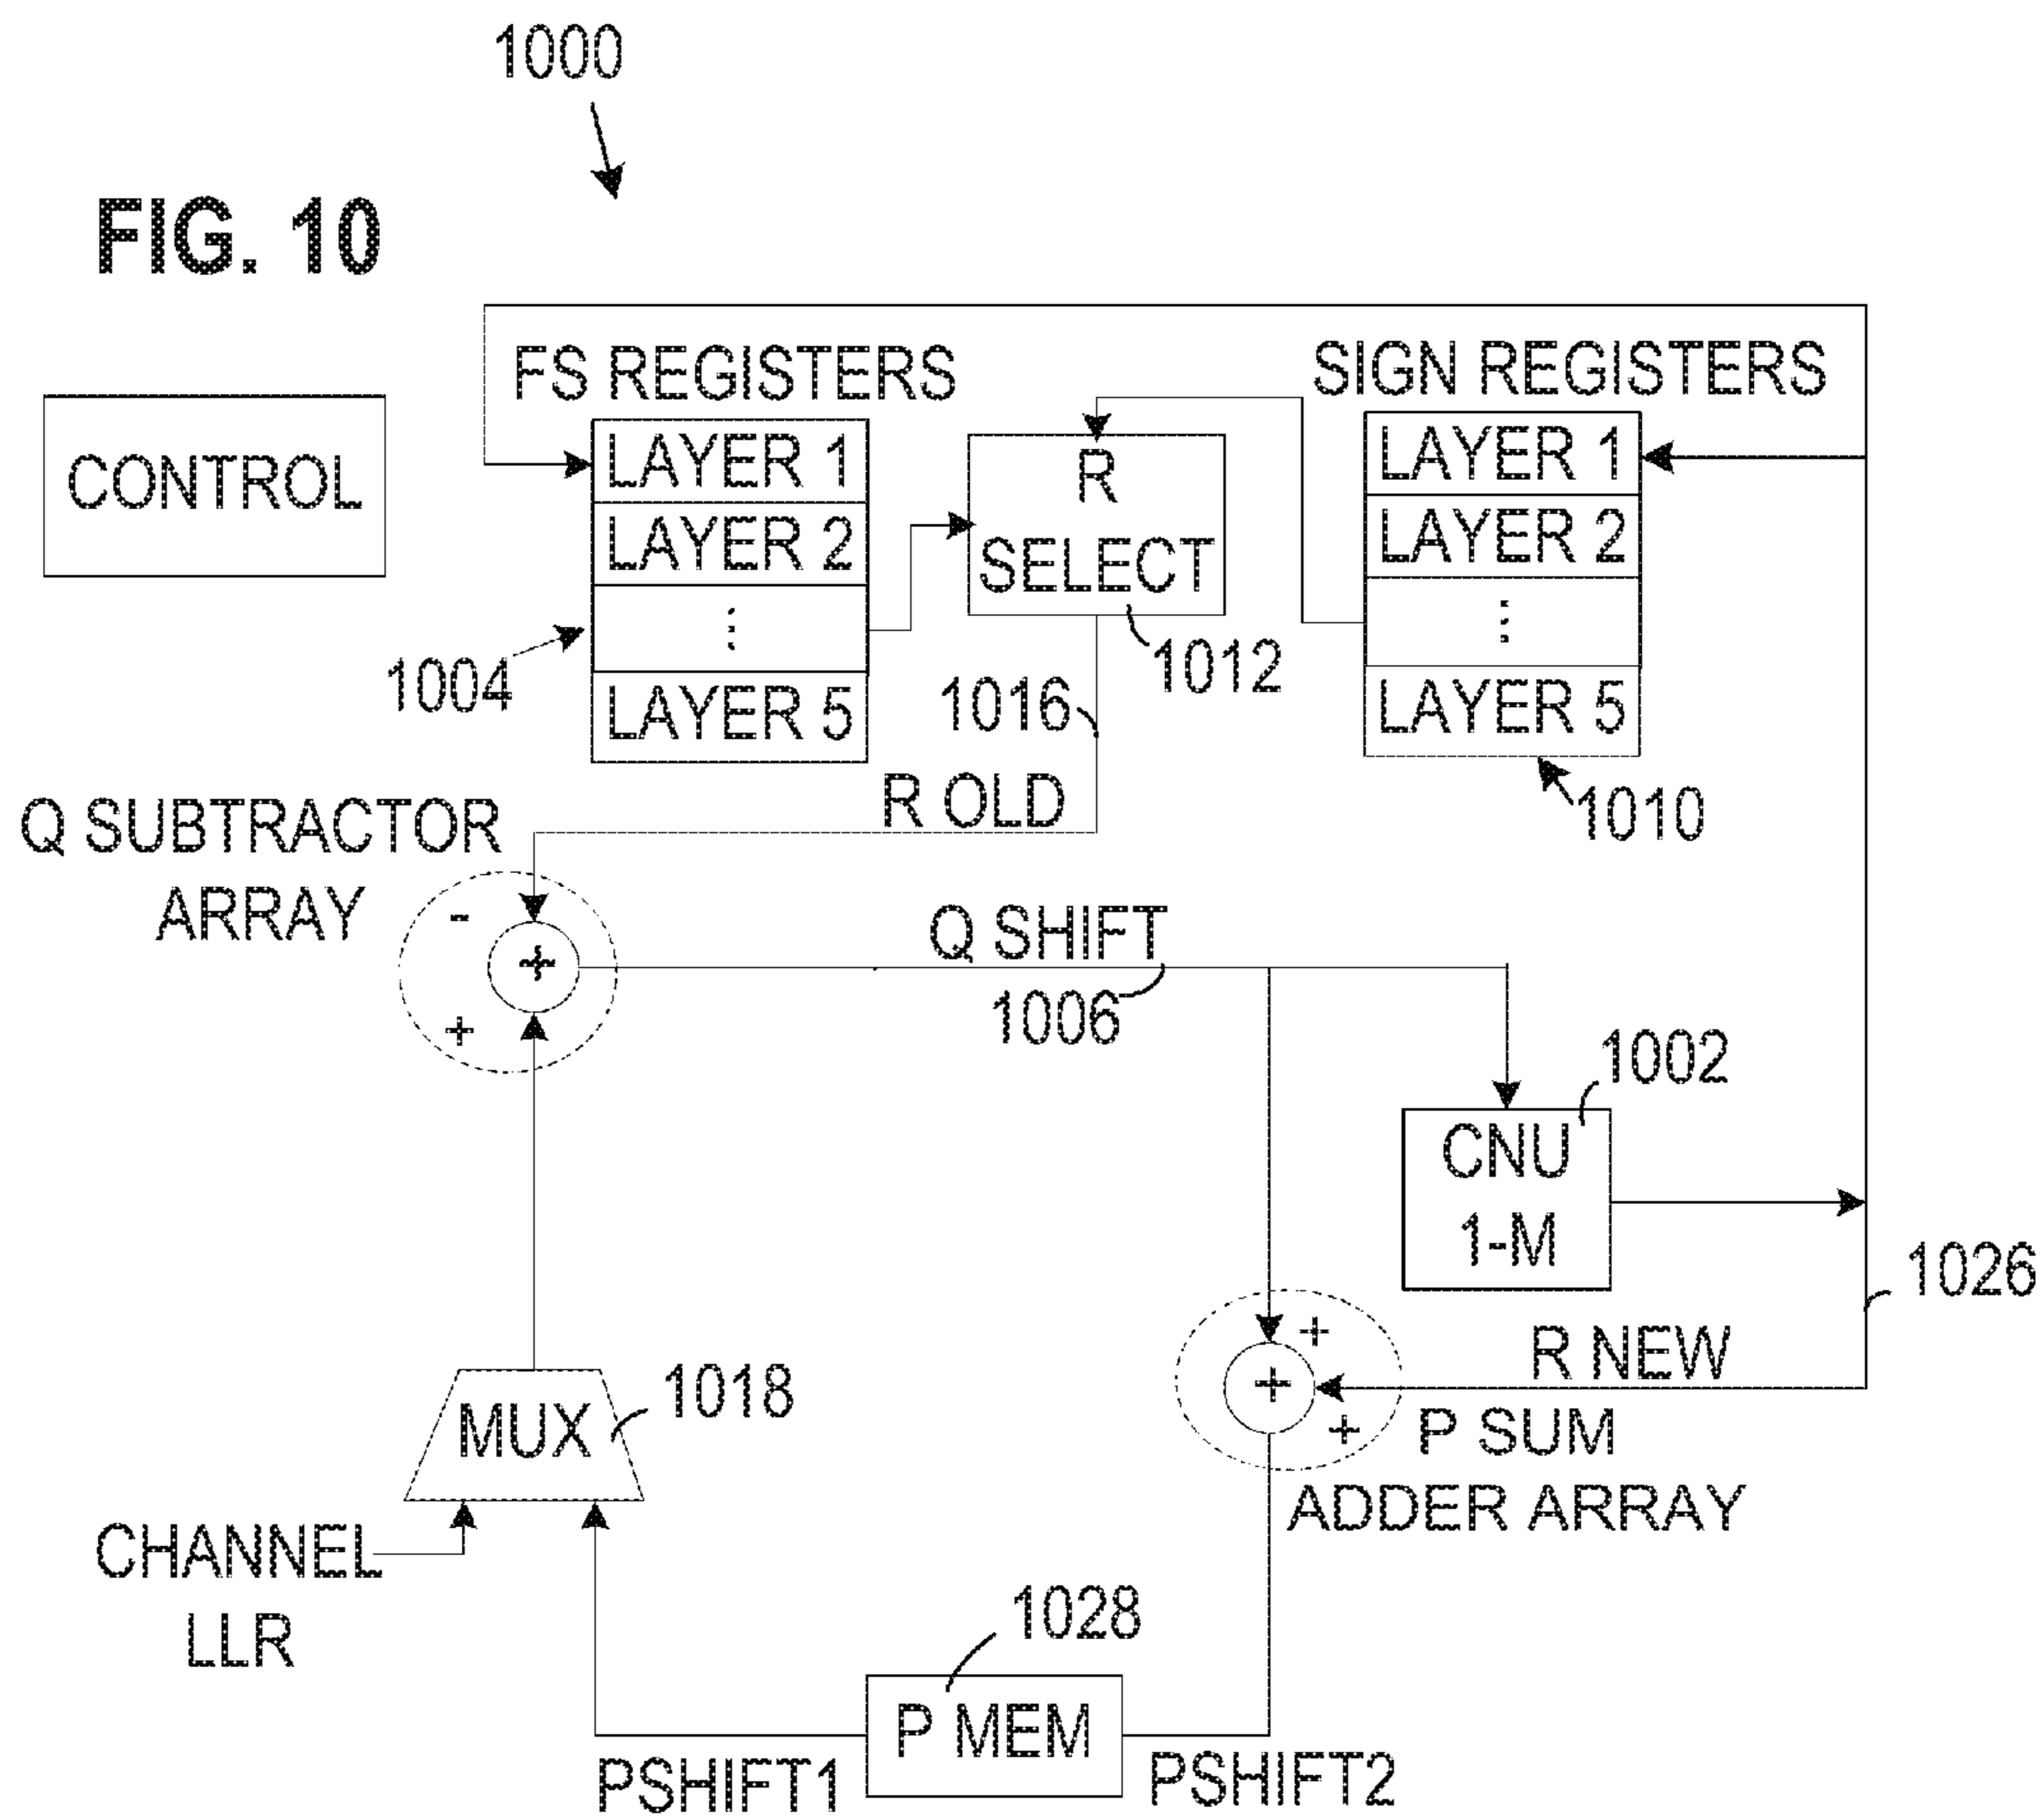 1000
FIG. 10
CONTROL
FS REGISTERS
LAYER 1
LAYER 2
⋮
LAYER 5
1004
R
SELECT
1012
SIGN REGISTERS
LAYER 1
LAYER 2
⋮
LAYER 5
1010
1016
R OLD
Q SUBTRACTOR
ARRAY
-
+
+
Q SHIFT
1006
1002
CNU
1-M
1026
R NEW
+
+
+
P SUM
ADDER ARRAY
MUX
1018
CHANNEL
LLR
1028
P MEM
PSHIFT1
PSHIFT2